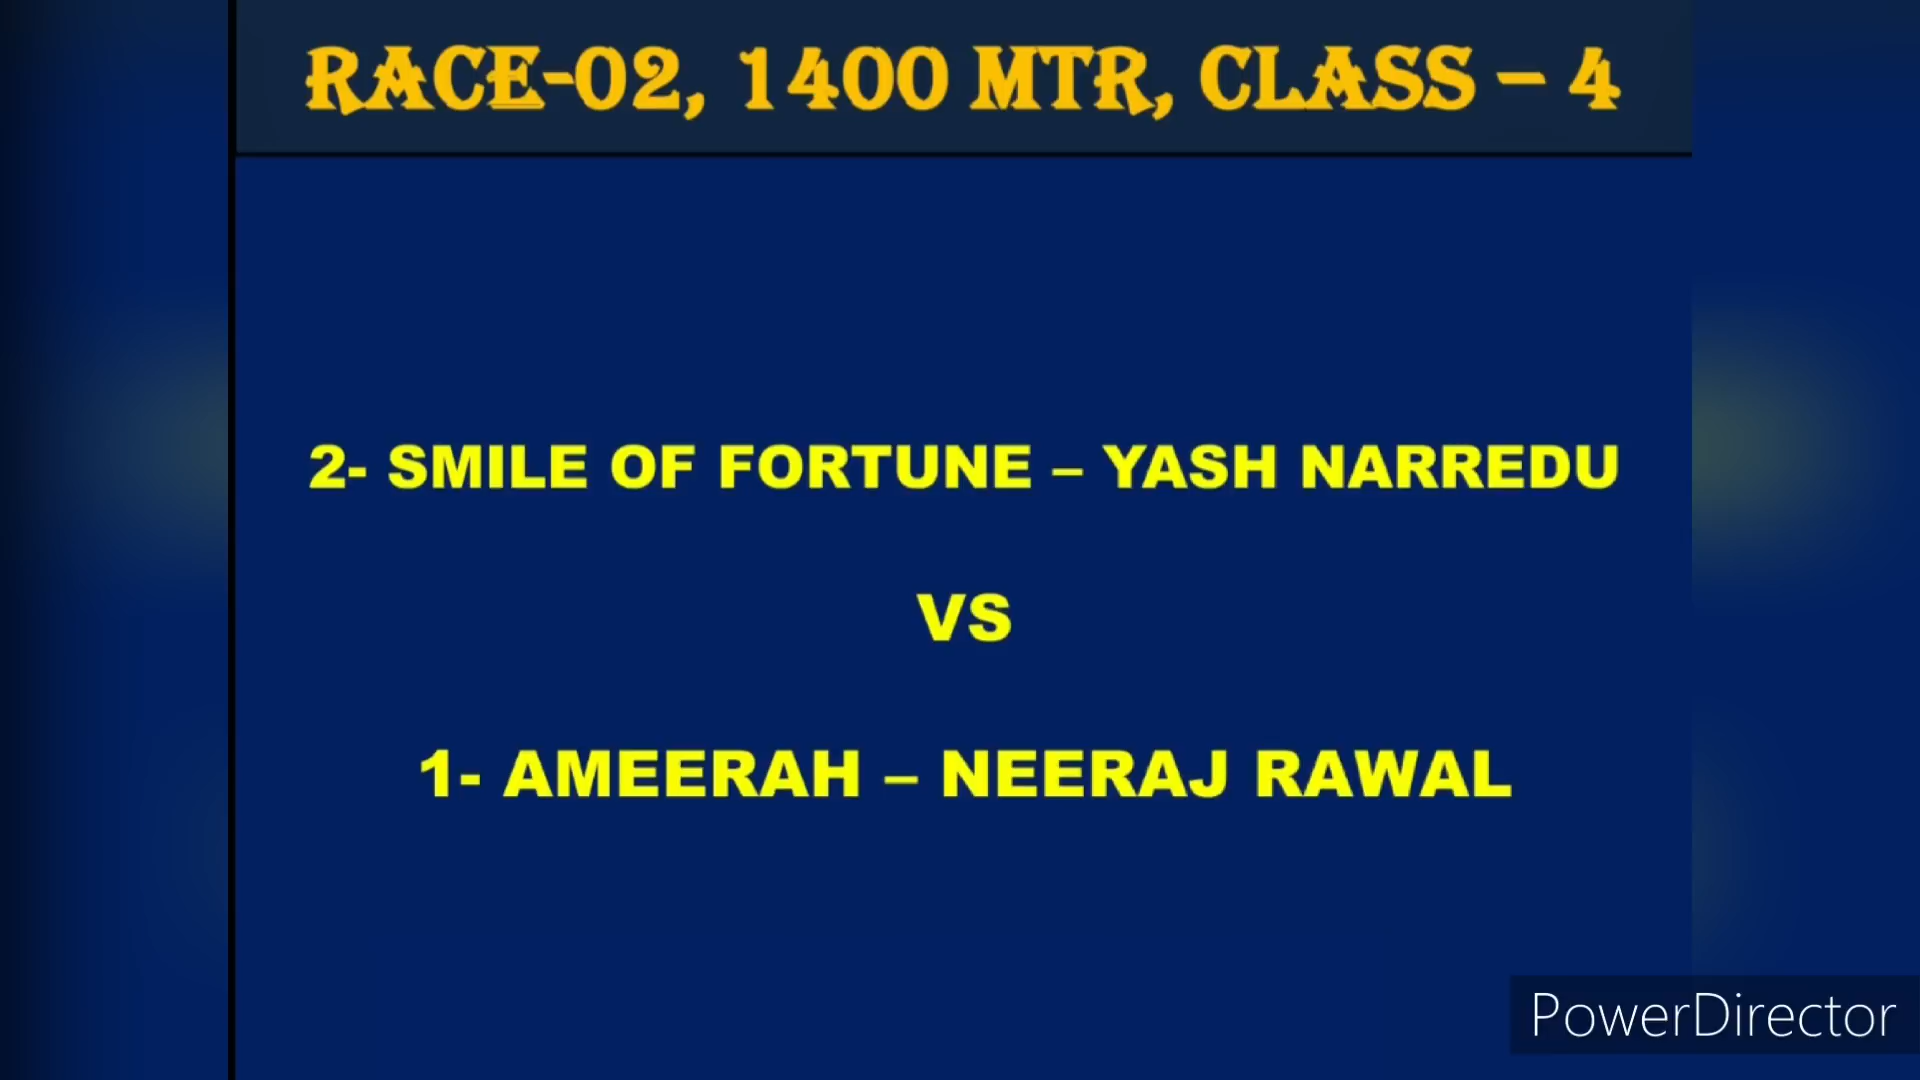 RACE-02, 1400 MTR, CLASS – 4
2- SMILE OF FORTUNE – YASH NARREDU
VS
1- AMEERAH – NEERAJ RAWAL
PowerDirector